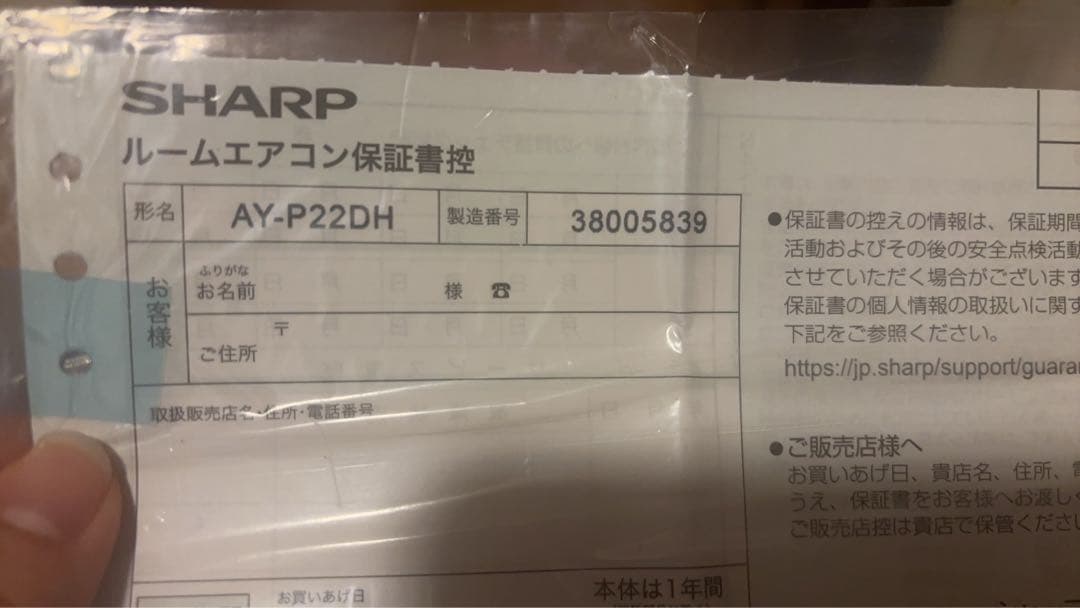 SHARP
ルームエアコン保証書控
形名 AY-P22DH 製造番号 38005839
お客様
ふりがな
お名前 様 ☎
〒
ご住所
取扱販売店名・住所・電話番号
お買いあげ日
本体は1年間
●保証書の控えの情報は、保証期間
活動およびその後の安全点検活動
させていただく場合がございます
保証書の個人情報の取扱いに関す
下記をご参照ください。
https://jp.sharp/support/guaran
●ご販売店様へ
お買いあげ日、貴店名、住所、電
うえ、保証書をお客様へお渡しく
ご販売店控は貴店で保管ください